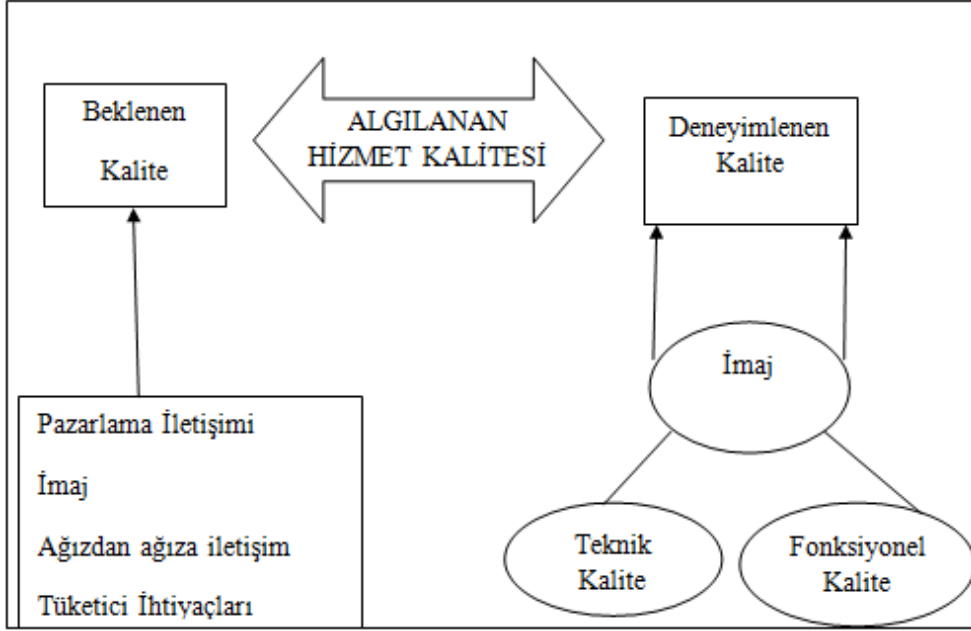 Beklenen
Kalite
ALGILANAN
HİZMET KALİTESİ
Deneyimlenen
Kalite
Pazarlama İletişimi
İmaj
Ağızdan ağıza iletişim
Tüketici İhtiyaçları
İmaj
Teknik
Kalite
Fonksiyonel
Kalite